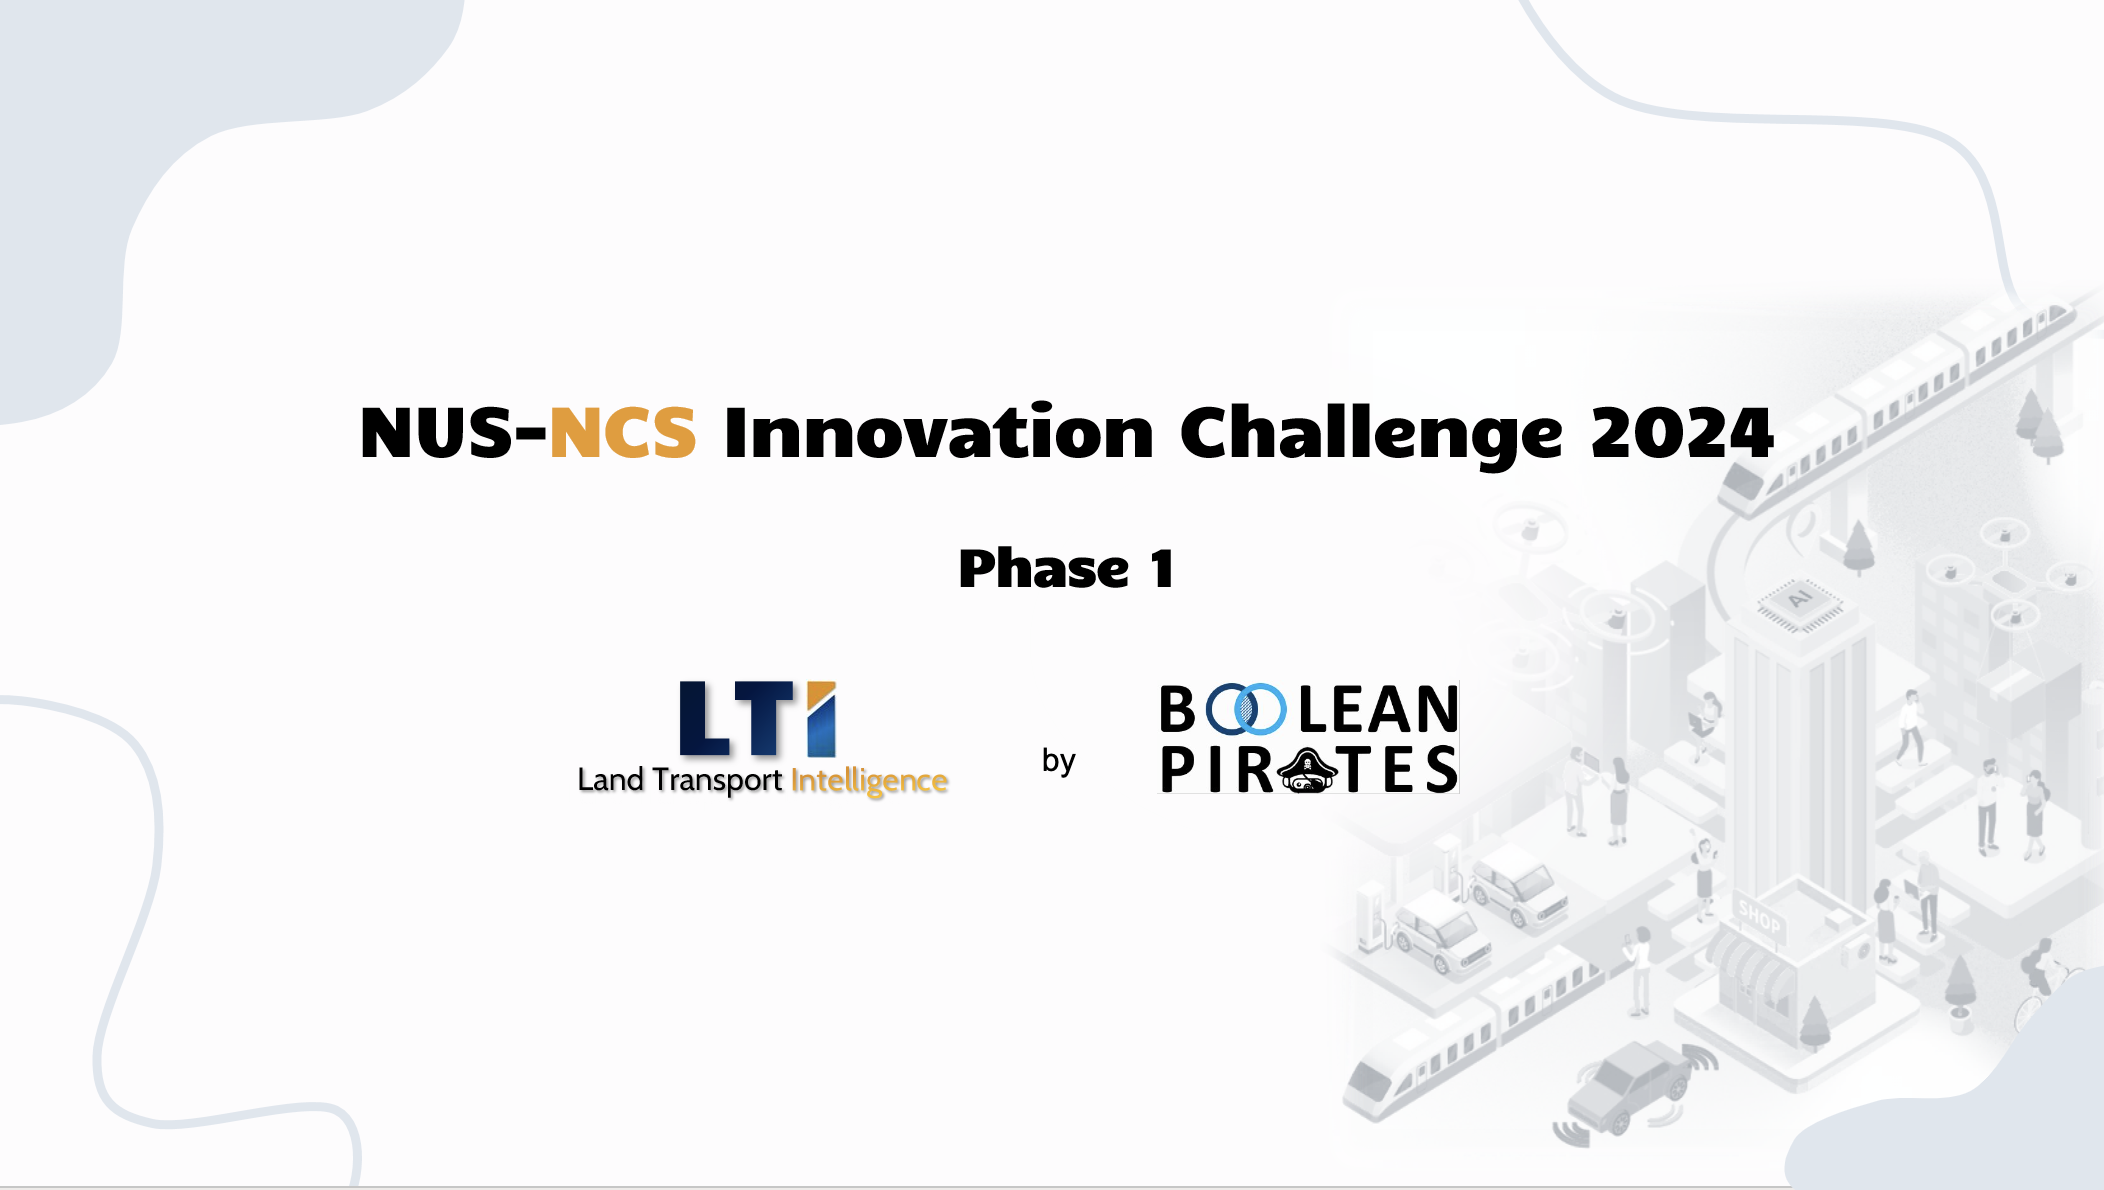 NUS-NCS Innovation Challenge 2024
Phase 1
LTI
Land Transport Intelligence
by
BOOLEAN
PIRATES
AI
SHOP